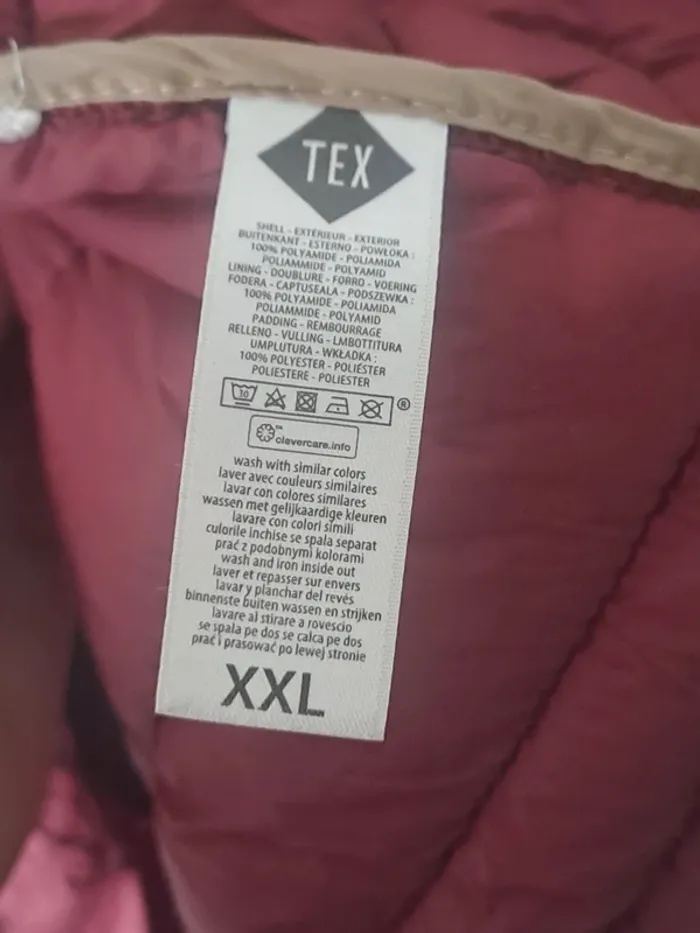 TEX
SHELL - EXTÉRIEUR - EXTERIOR
BUITENKANT - ESTERNO - POWŁOKA :
100% POLYAMIDE - POLIAMIDA
POLIAMMIDE - POLYAMID
LINING - DOUBLURE - FORRO - VOERING
FODERA - CAPTUSEALA - PODSZEWKA :
100% POLYAMIDE - POLIAMIDA
POLIAMMIDE - POLYAMID
PADDING - REMBOURRAGE
RELLENO - VULLING - LMBOTTITURA
UMPLUTURA - WKŁADKA :
100% POLYESTER - POLIÉSTER
POLIESTERE - POLIESTER
®
TM
clevercare.info
wash with similar colors
laver avec couleurs similaires
lavar con colores similares
wassen met gelijkaardige kleuren
lavare con colori simili
culorile inchise se spala separat
prać z podobnymi kolorami
wash and iron inside out
laver et repasser sur envers
lavar y planchar del revés
binnenste buiten wassen en strijken
lavare al stirare a rovescio
se spala pe dos se calca pe dos
prać i prasować po lewej stronie
XXL